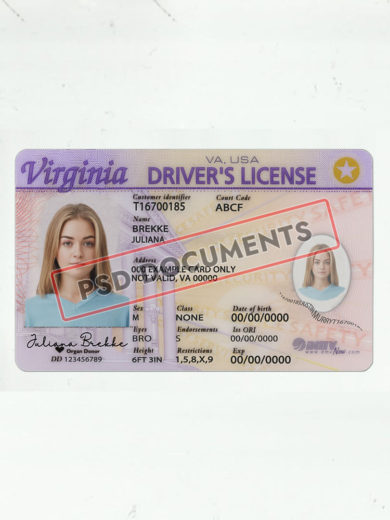 Virginia
VA, USA
DRIVER'S LICENSE
Customer identifier Court Code
T16700185 ABCF
Name
BREKKE
JULIANA
PSD DOCUMENTS
Address
000 EXAMPLE CARD ONLY
NOT VALID, VA 00000
Sex Class Date of birth
M NONE 00/00/0000
Eyes Endorsements Iss ORI
BRO S 00/00/0000
Height Restrictions Exp
6FT 3IN 1,5,8,X,9 00/00/0000
Juliana Brekke
Organ Donor
DD 123456789
DMV
SAFETY